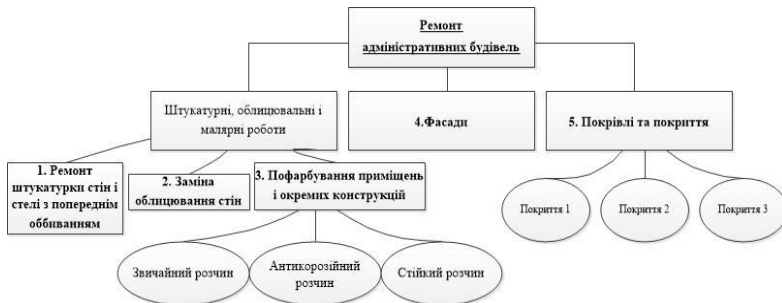 Ремонт
адміністративних будівель
Штукатурні, облицювальні і
малярні роботи
4.Фасади
5. Покрівлі та покриття
1. Ремонт
штукатурки стін і
стелі з попереднім
оббиванням
2. Заміна
облицювання стін
3. Пофарбування приміщень
і окремих конструкцій
Покриття 1
Покриття 2
Покриття 3
Звичайний розчин
Антикорозійний
розчин
Стійкий розчин